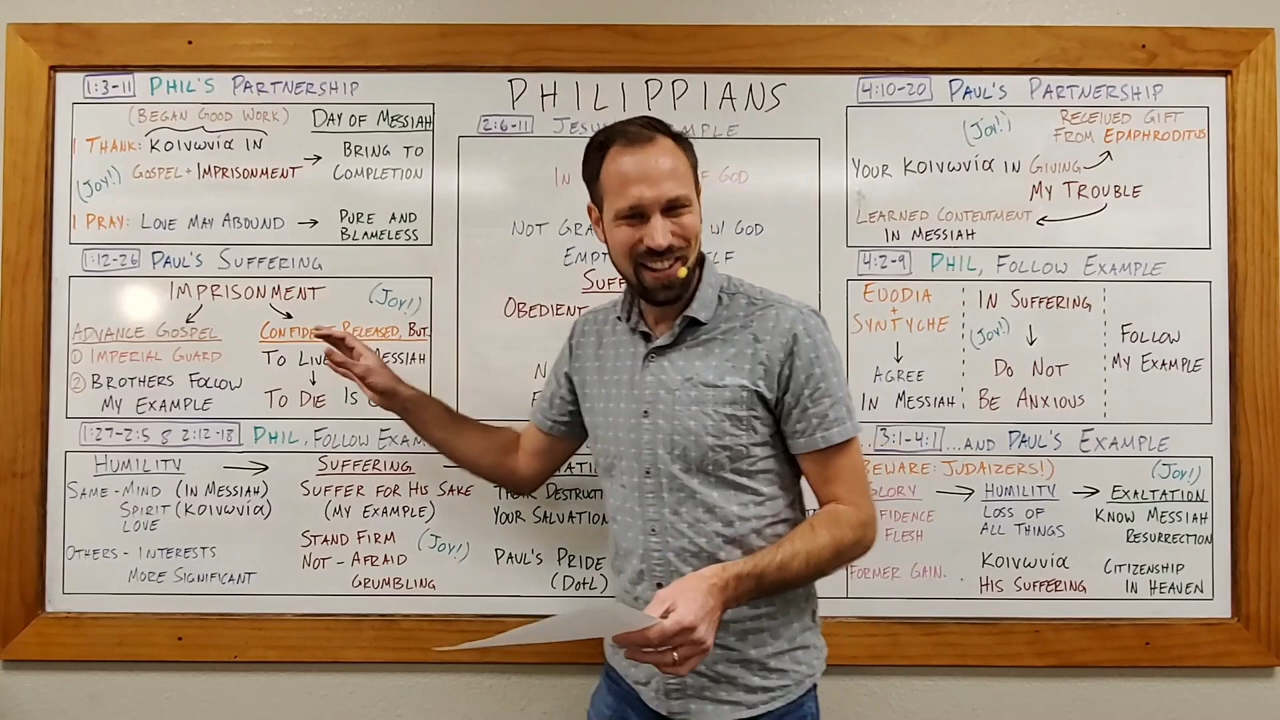 PHILIPPIANS
1:3-11 PHIL'S PARTNERSHIP
(BEGAN GOOD WORK) DAY OF MESSIAH
I THANK: Κοινωνία IN
(JOY!) GOSPEL + IMPRISONMENT → BRING TO
COMPLETION
I PRAY: LOVE MAY ABOUND → PURE AND
BLAMELESS
1:12-26 PAUL'S SUFFERING
IMPRISONMENT (JOY!)
ADVANCE GOSPEL
① IMPERIAL GUARD
② BROTHERS FOLLOW
MY EXAMPLE
RELEASED, BUT
TO MESSIAH
↓
TO DIE IS
1:27-2:5 & 2:12-18 PHIL, FOLLOW
HUMILITY →
SAME-MIND (IN MESSIAH)
SPIRIT (Κοινωνία)
LOVE
OTHERS - INTERESTS
MORE SIGNIFICANT
SUFFERING
SUFFER FOR HIS SAKE
(MY EXAMPLE)
STAND FIRM
NOT - AFRAID (JOY!)
GRUMBLING
YOUR SALVATION
PAUL'S PRIDE
(DotL)
2:6-11
IN OF GOD
NOT W/ GOD
OBEDIENT
4:10-20 PAUL'S PARTNERSHIP
(JOY!) RECEIVED GIFT
FROM EPAPHRODITUS
YOUR Κοινωνία IN GIVING
MY TROUBLE
LEARNED CONTENTMENT
IN MESSIAH
4:2-9 PHIL, FOLLOW EXAMPLE
EUODIA
+
SYNTYCHE
↓
AGREE
IN MESSIAH
IN SUFFERING
(JOY!) ↓
DO NOT
BE ANXIOUS
FOLLOW
MY EXAMPLE
3:1-4:1 ...AND PAUL'S EXAMPLE
BEWARE: JUDAIZERS!) (JOY!)
GLORY → HUMILITY → EXALTATION
FLESH
FORMER GAIN.
LOSS OF
ALL THINGS
Κοινωνία
HIS SUFFERING
KNOW MESSIAH
RESURRECTION
CITIZENSHIP
IN HEAVEN